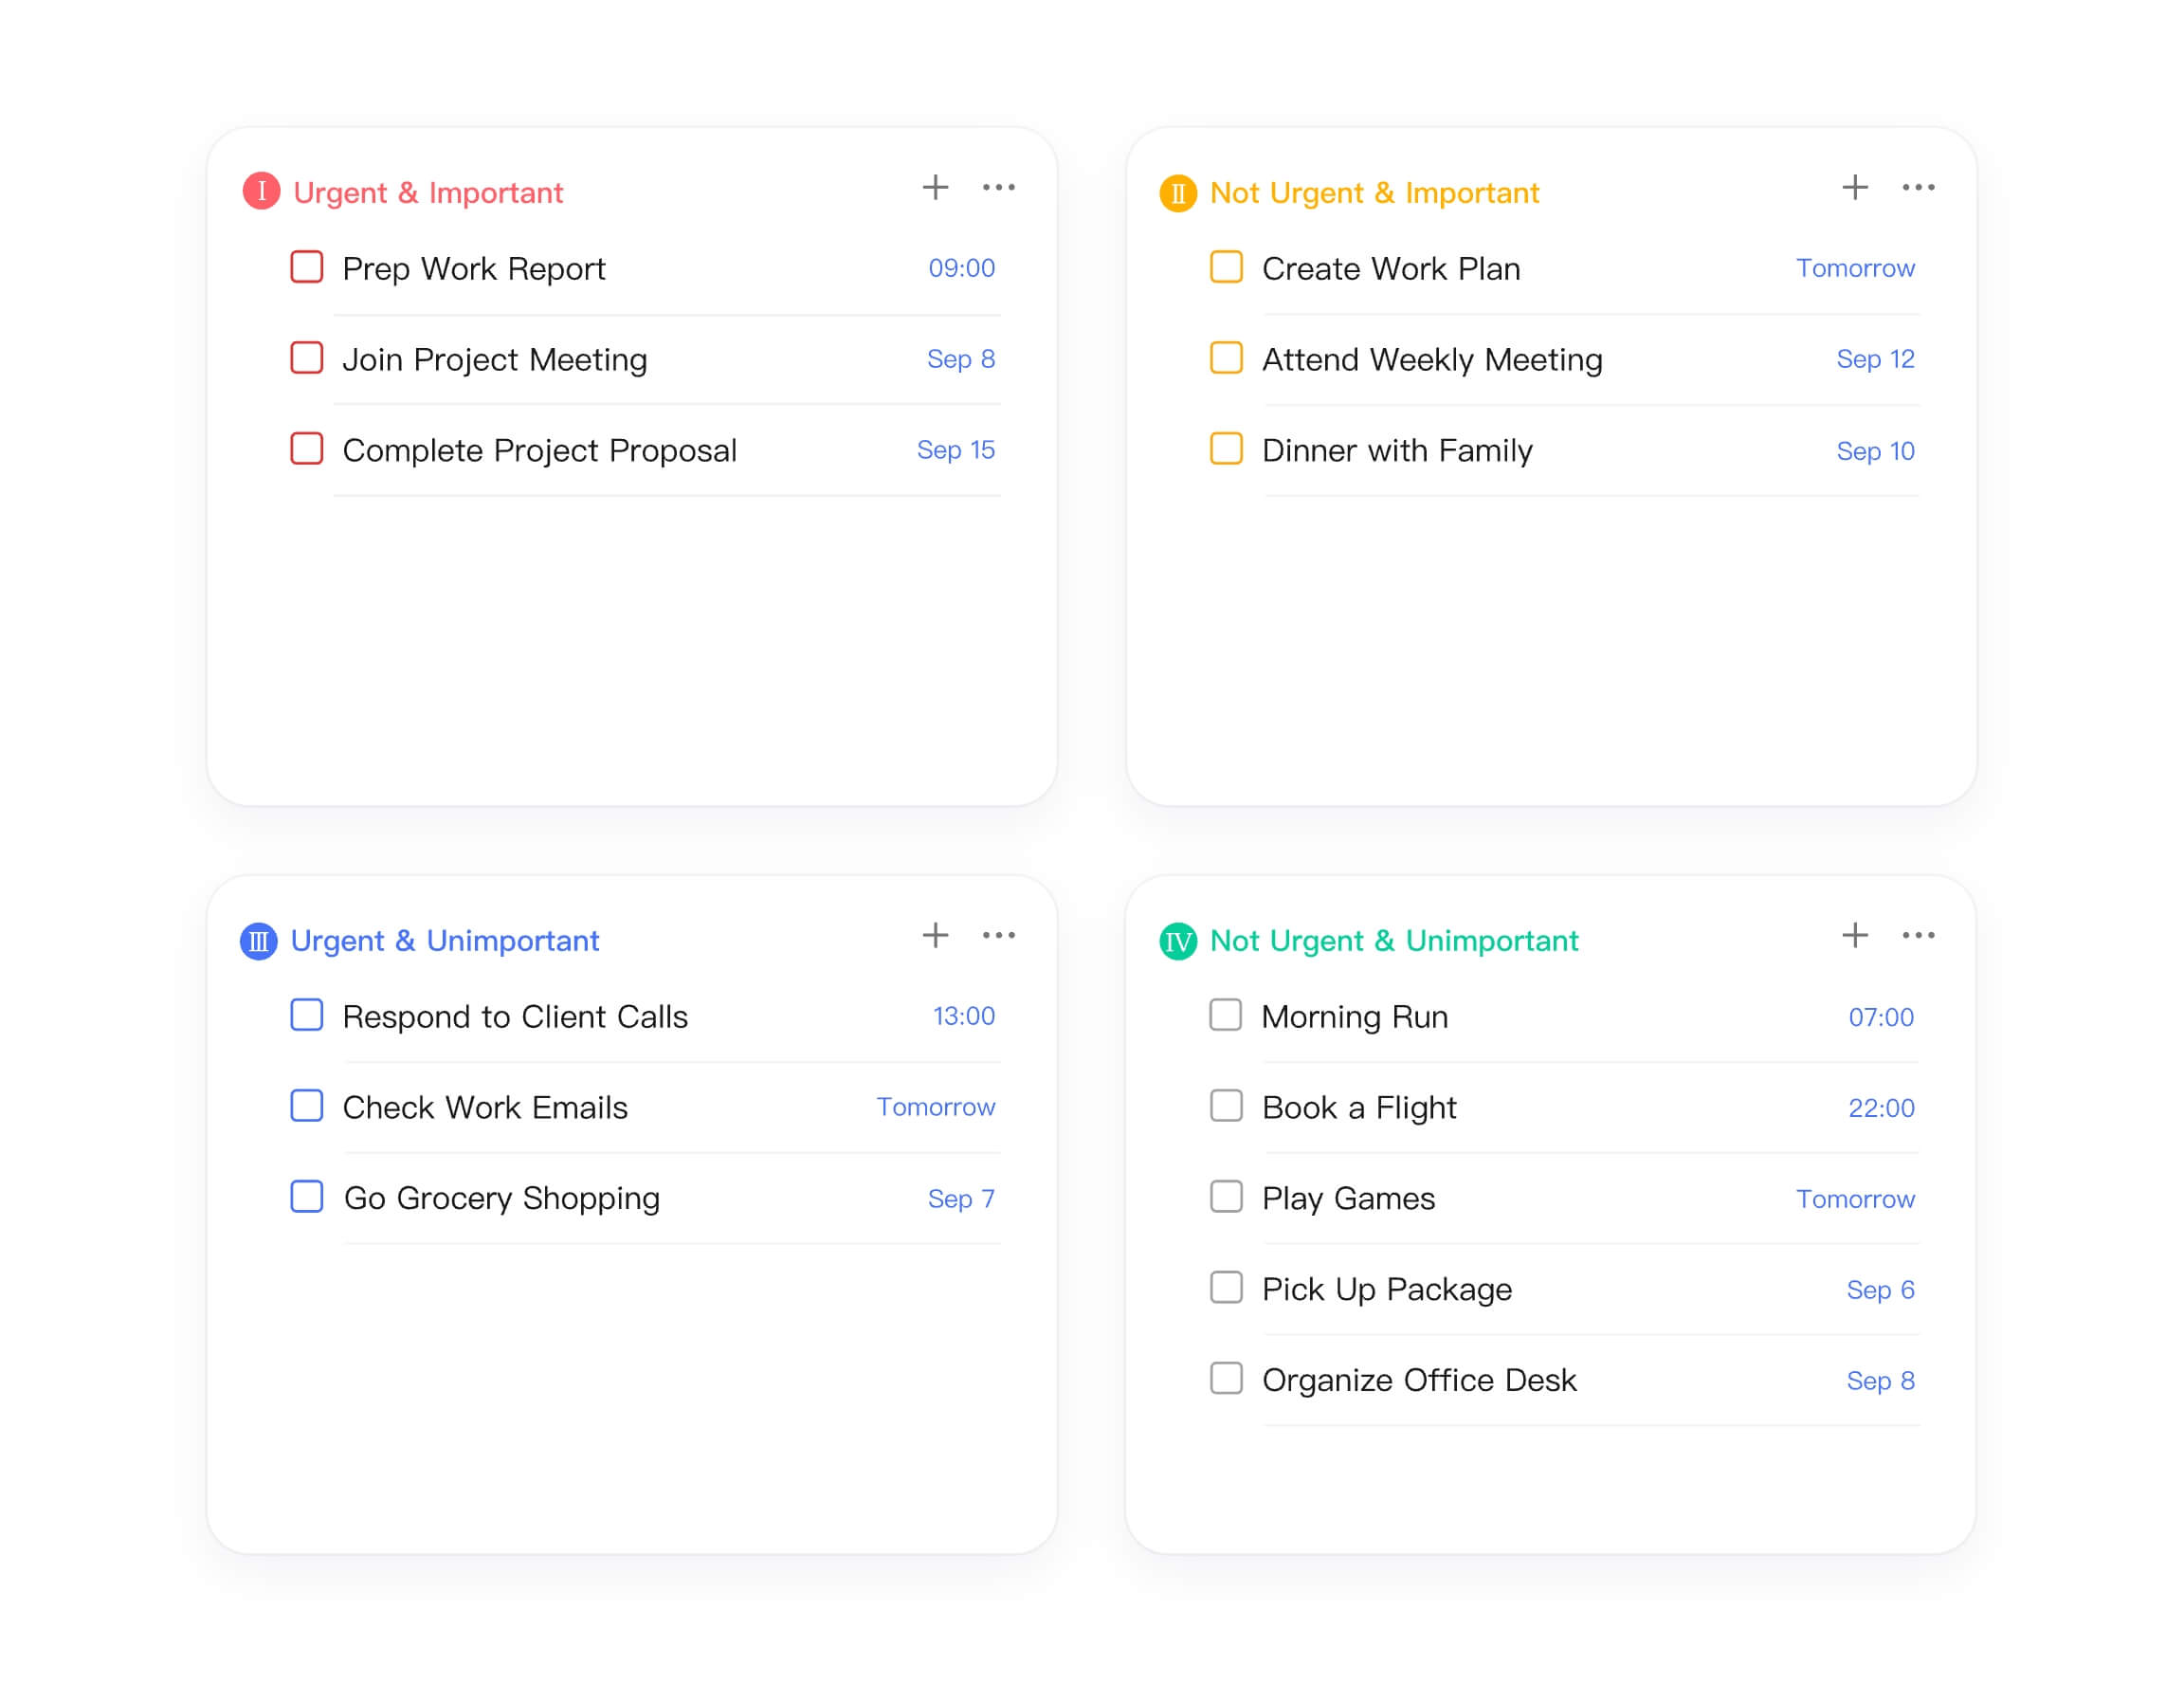 I Urgent & Important
Prep Work Report 09:00
Join Project Meeting Sep 8
Complete Project Proposal Sep 15
II Not Urgent & Important
Create Work Plan Tomorrow
Attend Weekly Meeting Sep 12
Dinner with Family Sep 10
III Urgent & Unimportant
Respond to Client Calls 13:00
Check Work Emails Tomorrow
Go Grocery Shopping Sep 7
IV Not Urgent & Unimportant
Morning Run 07:00
Book a Flight 22:00
Play Games Tomorrow
Pick Up Package Sep 6
Organize Office Desk Sep 8